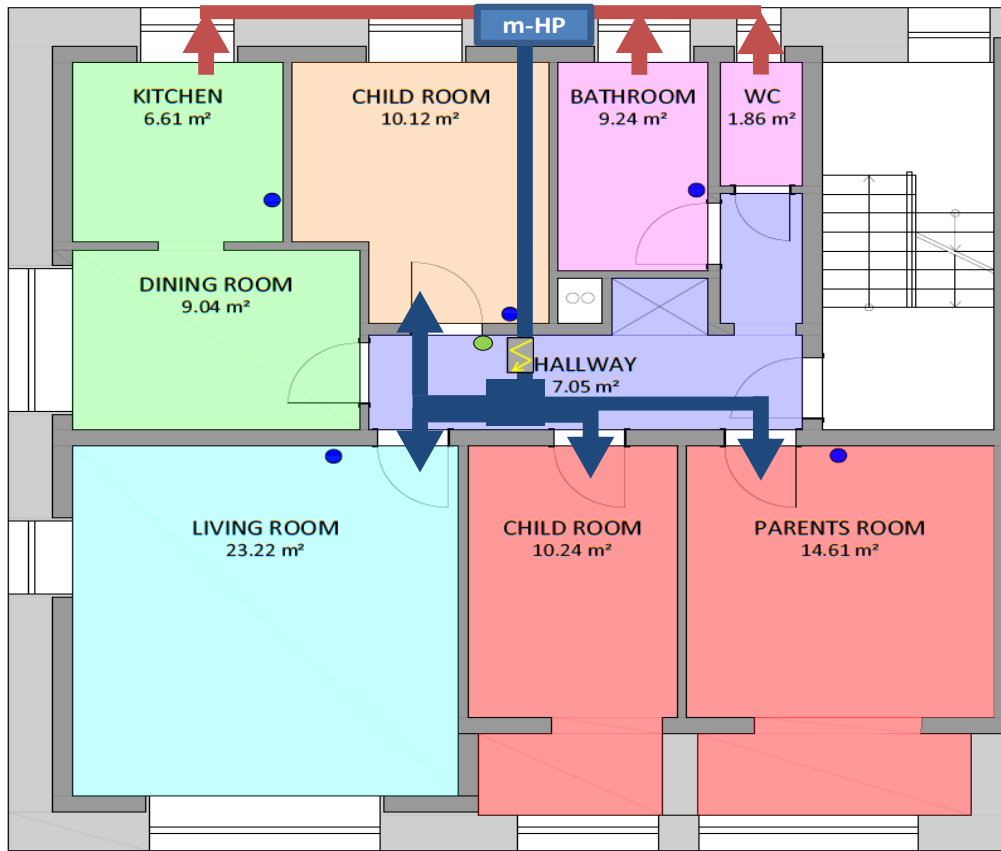 m-HP
KITCHEN
6.61 m²
CHILD ROOM
10.12 m²
BATHROOM
9.24 m²
WC
1.86 m²
DINING ROOM
9.04 m²
HALLWAY
7.05 m²
LIVING ROOM
23.22 m²
CHILD ROOM
10.24 m²
PARENTS ROOM
14.61 m²